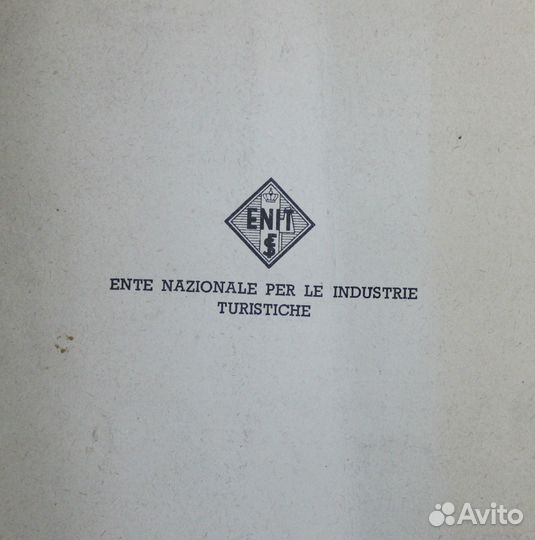 ENIT
ENTE NAZIONALE PER LE INDUSTRIE
TURISTICHE
Avito